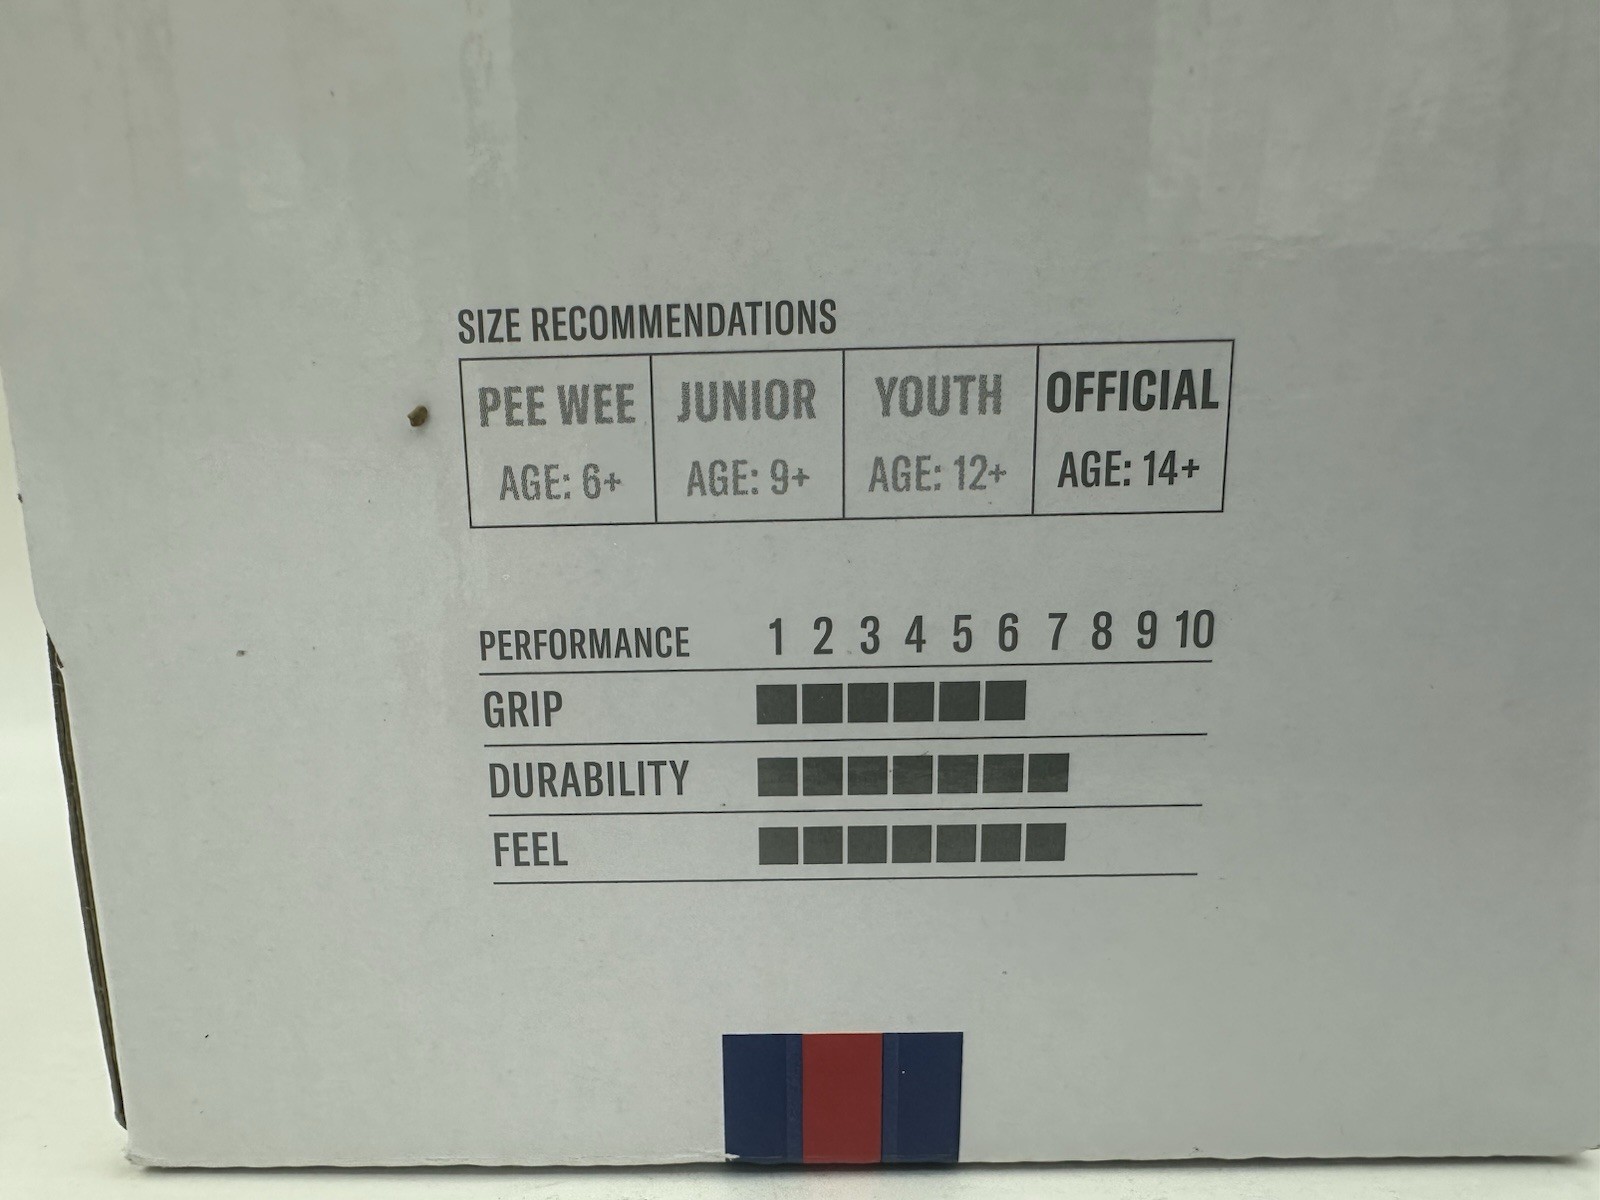 SIZE RECOMMENDATIONS
PEE WEE JUNIOR YOUTH OFFICIAL
AGE: 6+ AGE: 9+ AGE: 12+ AGE: 14+
PERFORMANCE 1 2 3 4 5 6 7 8 9 10
GRIP
DURABILITY
FEEL